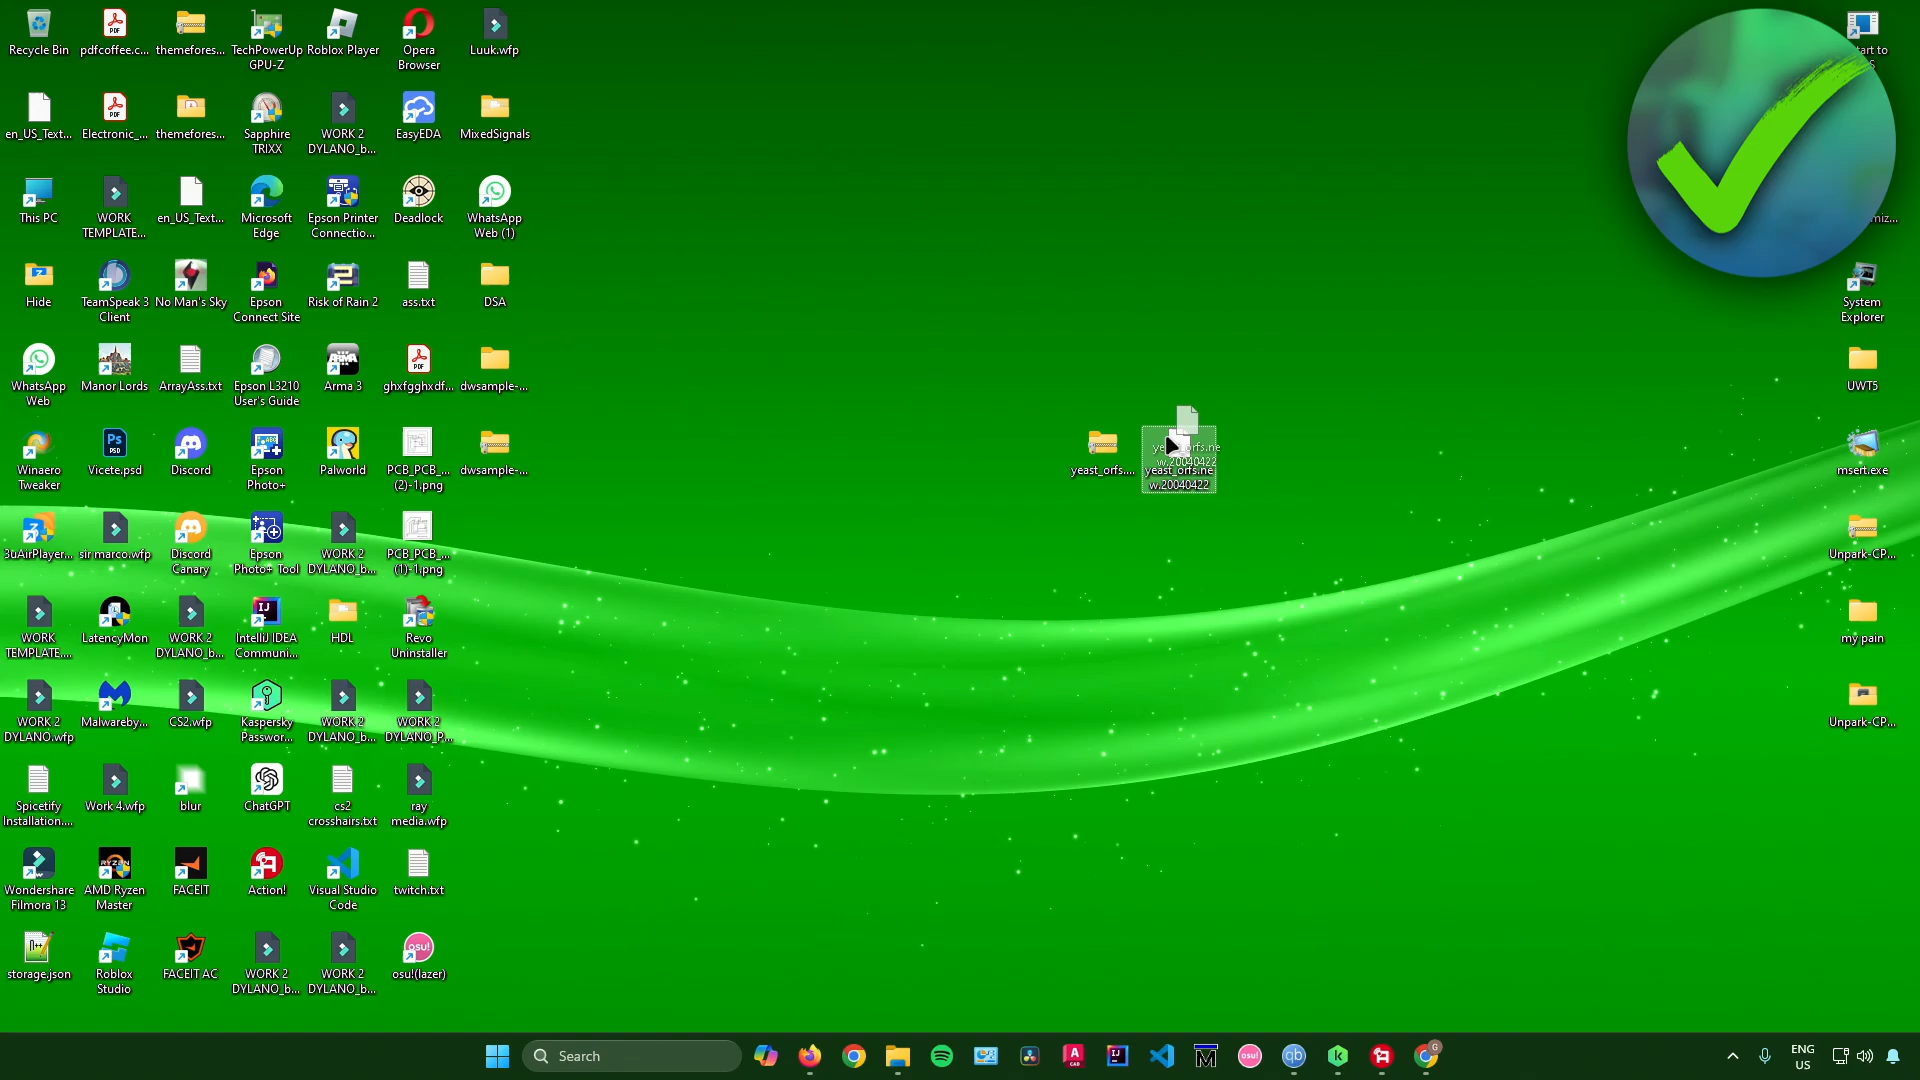 Recycle Bin
pdfcoffee.c...
themefores...
TechPowerUp
GPU-Z
Roblox Player
Opera
Browser
Luuk.wfp
en_US_Text...
Electronic_...
themefores...
Sapphire
TRIXX
WORK 2
DYLANO_b...
EasyEDA
MixedSignals
This PC
WORK
TEMPLATE...
en_US_Text...
Microsoft
Edge
Epson Printer
Connectio...
Deadlock
WhatsApp
Web (1)
Hide
TeamSpeak 3
Client
No Man's Sky
Epson
Connect Site
Risk of Rain 2
ass.txt
DSA
System
Explorer
WhatsApp
Web
Manor Lords
ArrayAss.txt
Epson L3210
User's Guide
Arma 3
ghxfgghxdf...
dwsample-...
UWT5
Winaero
Tweaker
Vicete.psd
Discord
Epson
Photo+
Palworld
PCB_PCB_...
(2)-1.png
dwsample-...
yeast_orfs....
yeast_orfs.ne
w.20040422
yeast_orfs.ne
w.20040422
msert.exe
3uAirPlayer...
sir marco.wfp
Discord
Canary
Epson
Photo+ Tool
WORK 2
DYLANO_b...
PCB_PCB_...
(1)-1.png
Unpark-CP...
WORK
TEMPLATE....
LatencyMon
WORK 2
DYLANO_b...
IntelliJ IDEA
Communi...
HDL
Revo
Uninstaller
my pain
WORK 2
DYLANO.wfp
Malwareby...
CS2.wfp
Kaspersky
Passwor...
WORK 2
DYLANO_b...
WORK 2
DYLANO_P...
Unpark-CP...
Spicetify
Installation....
Work 4.wfp
blur
ChatGPT
cs2
crosshairs.txt
ray
media.wfp
Wondershare
Filmora 13
AMD Ryzen
Master
FACEIT
Action!
Visual Studio
Code
twitch.txt
storage.json
Roblox
Studio
FACEIT AC
WORK 2
DYLANO_b...
WORK 2
DYLANO_b...
osu!(lazer)
Search
ENG
US